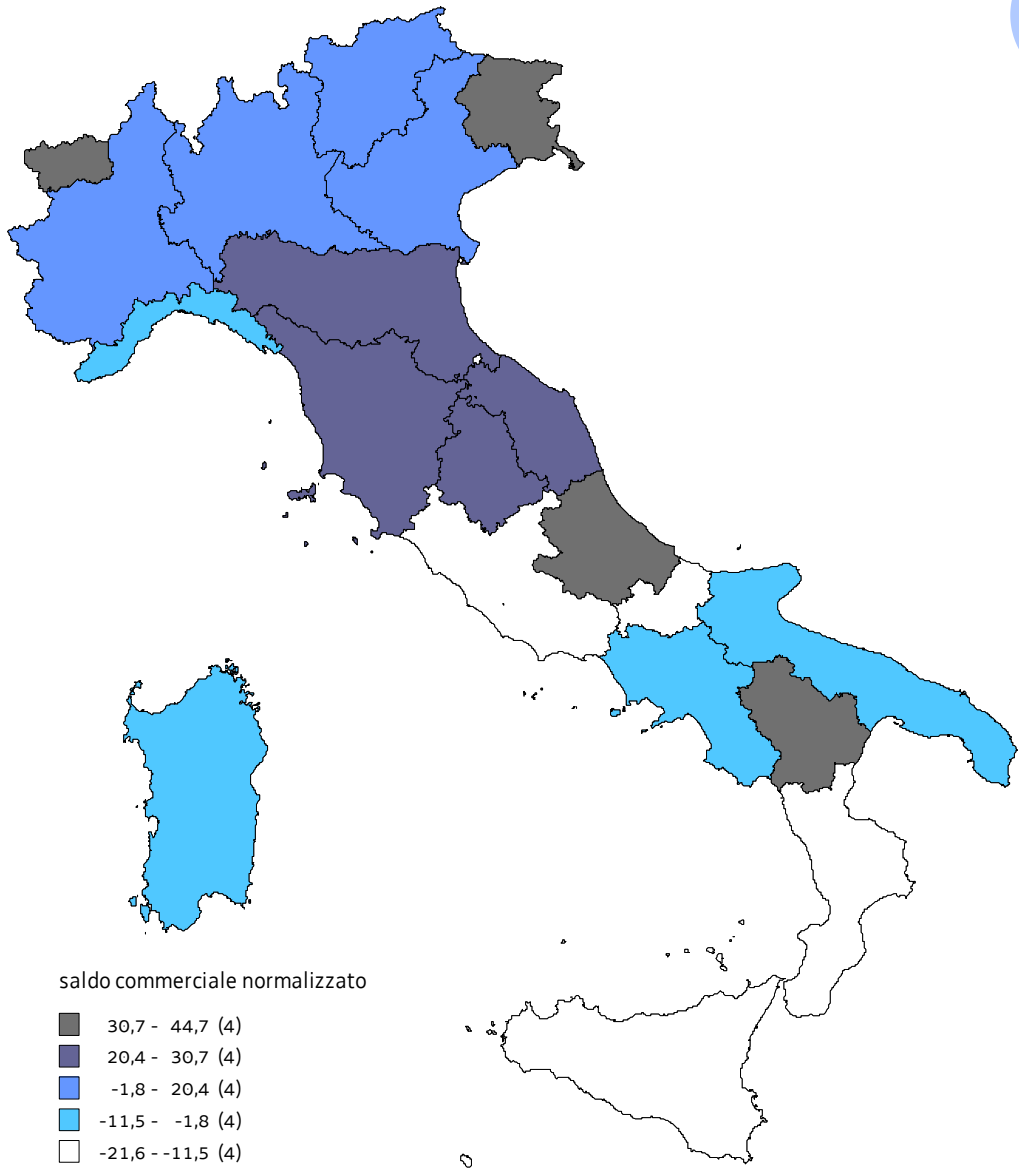 saldo commerciale normalizzato
30,7 - 44,7 (4)
20,4 - 30,7 (4)
-1,8 - 20,4 (4)
-11,5 - -1,8 (4)
-21,6 - -11,5 (4)